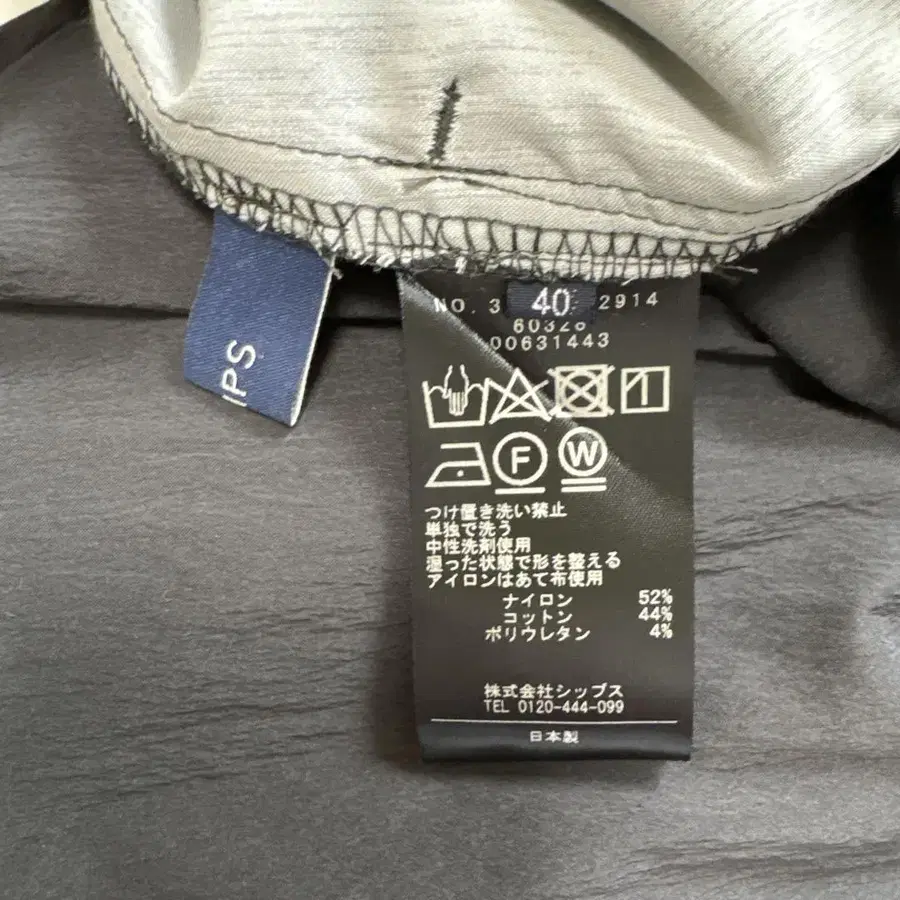 NO. 3 40 2914
60328
00631443
IPS
F W
つけ置き洗い禁止
単独で洗う
中性洗剤使用
湿った状態で形を整える
アイロンはあて布使用
ナイロン 52%
コットン 44%
ポリウレタン 4%
株式会社シップス
TEL 0120-444-099
日本製